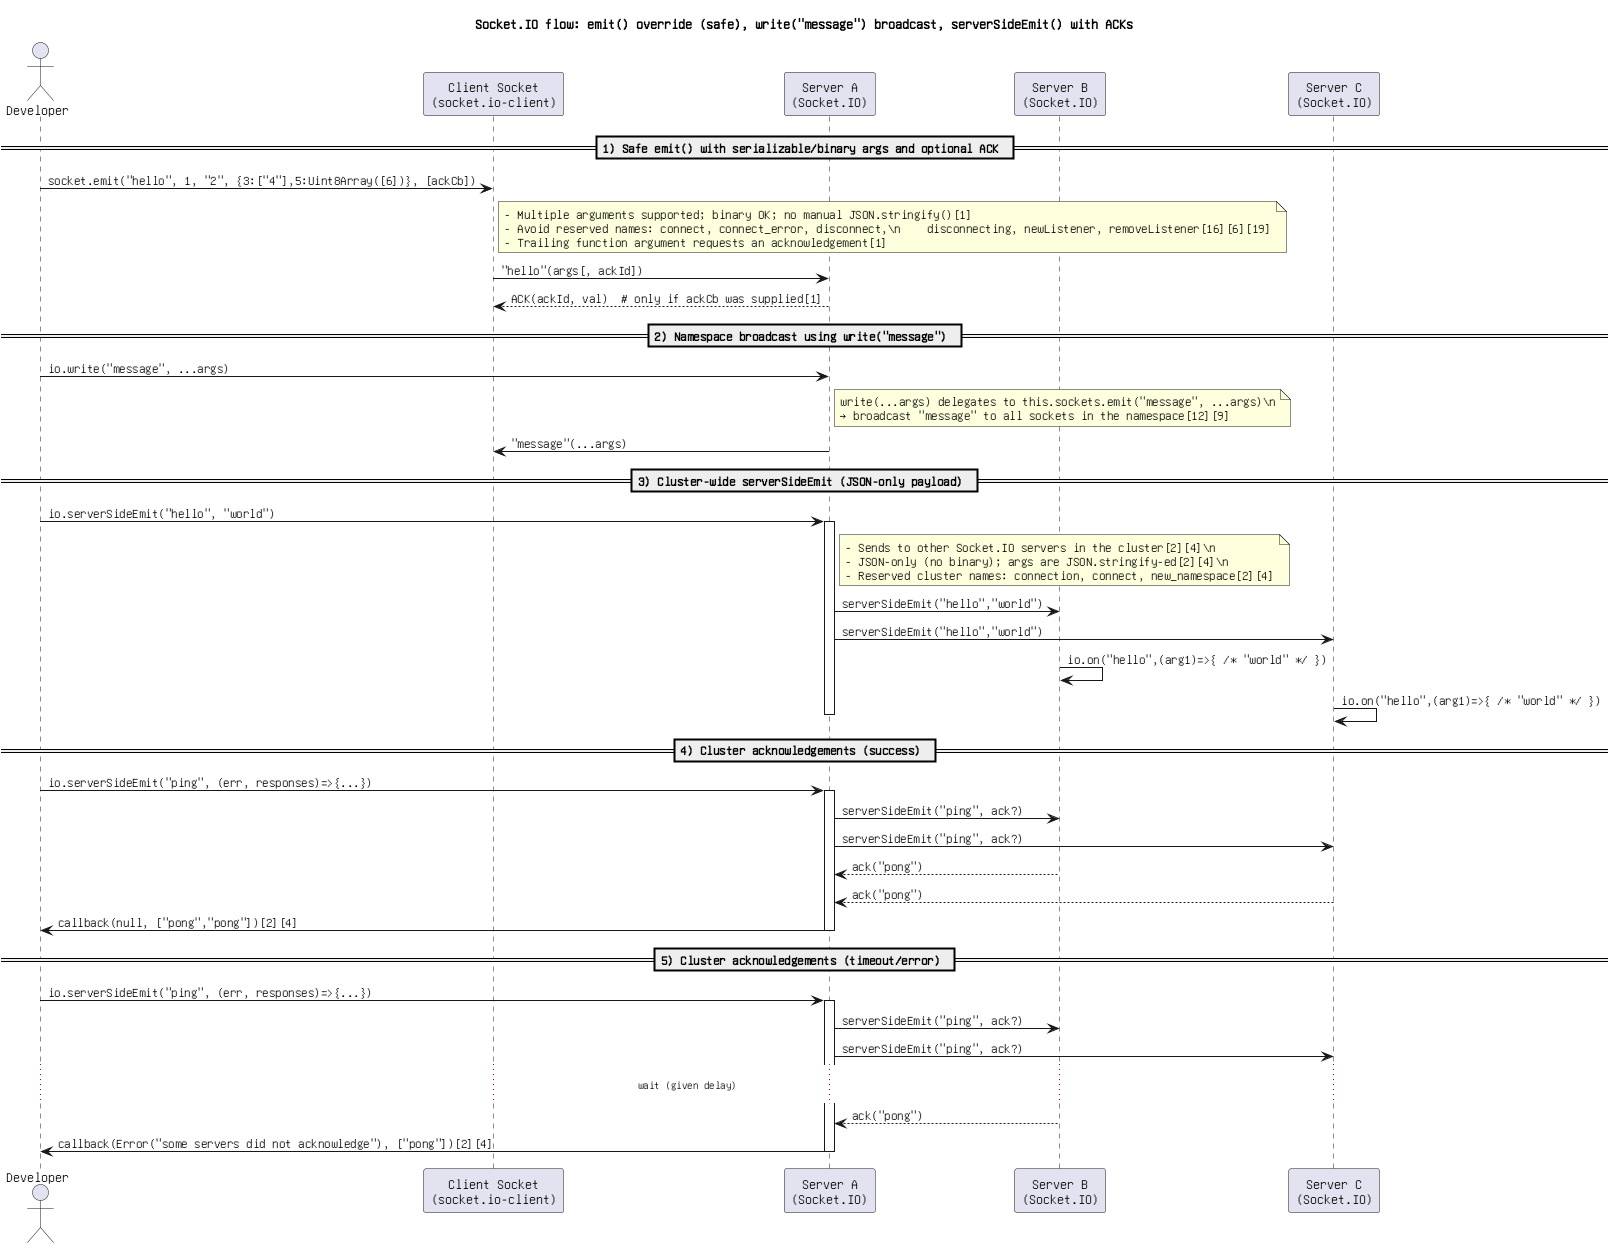 Socket.IO flow: emit() override (safe), write("message") broadcast, serverSideEmit() with ACKs
Developer
Client Socket
(socket.io-client)
Server A
(Socket.IO)
Server B
(Socket.IO)
Server C
(Socket.IO)
1) Safe emit() with serializable/binary args and optional ACK
socket.emit("hello", 1, "2", {3:["4"],5:Uint8Array([6])}, [ackCb])
- Multiple arguments supported; binary OK; no manual JSON.stringify()[1]
- Avoid reserved names: connect, connect_error, disconnect,\n    disconnecting, newListener, removeListener[16][6][19]
- Trailing function argument requests an acknowledgement[1]
"hello"(args[, ackId])
ACK(ackId, val)  # only if ackCb was supplied[1]
2) Namespace broadcast using write("message")
io.write("message", ...args)
write(...args) delegates to this.sockets.emit("message", ...args)\n
→ broadcast "message" to all sockets in the namespace[12][9]
"message"(...args)
3) Cluster-wide serverSideEmit (JSON-only payload)
io.serverSideEmit("hello", "world")
- Sends to other Socket.IO servers in the cluster[2][4]\n
- JSON-only (no binary); args are JSON.stringify-ed[2][4]\n
- Reserved cluster names: connection, connect, new_namespace[2][4]
serverSideEmit("hello","world")
serverSideEmit("hello","world")
io.on("hello",(arg1)=>{ /* "world" */ })
io.on("hello",(arg1)=>{ /* "world" */ })
4) Cluster acknowledgements (success)
io.serverSideEmit("ping", (err, responses)=>{...})
serverSideEmit("ping", ack?)
serverSideEmit("ping", ack?)
ack("pong")
ack("pong")
callback(null, ["pong","pong"])[2][4]
5) Cluster acknowledgements (timeout/error)
io.serverSideEmit("ping", (err, responses)=>{...})
serverSideEmit("ping", ack?)
serverSideEmit("ping", ack?)
wait (given delay)
ack("pong")
callback(Error("some servers did not acknowledge"), ["pong"])[2][4]
Developer
Client Socket
(socket.io-client)
Server A
(Socket.IO)
Server B
(Socket.IO)
Server C
(Socket.IO)